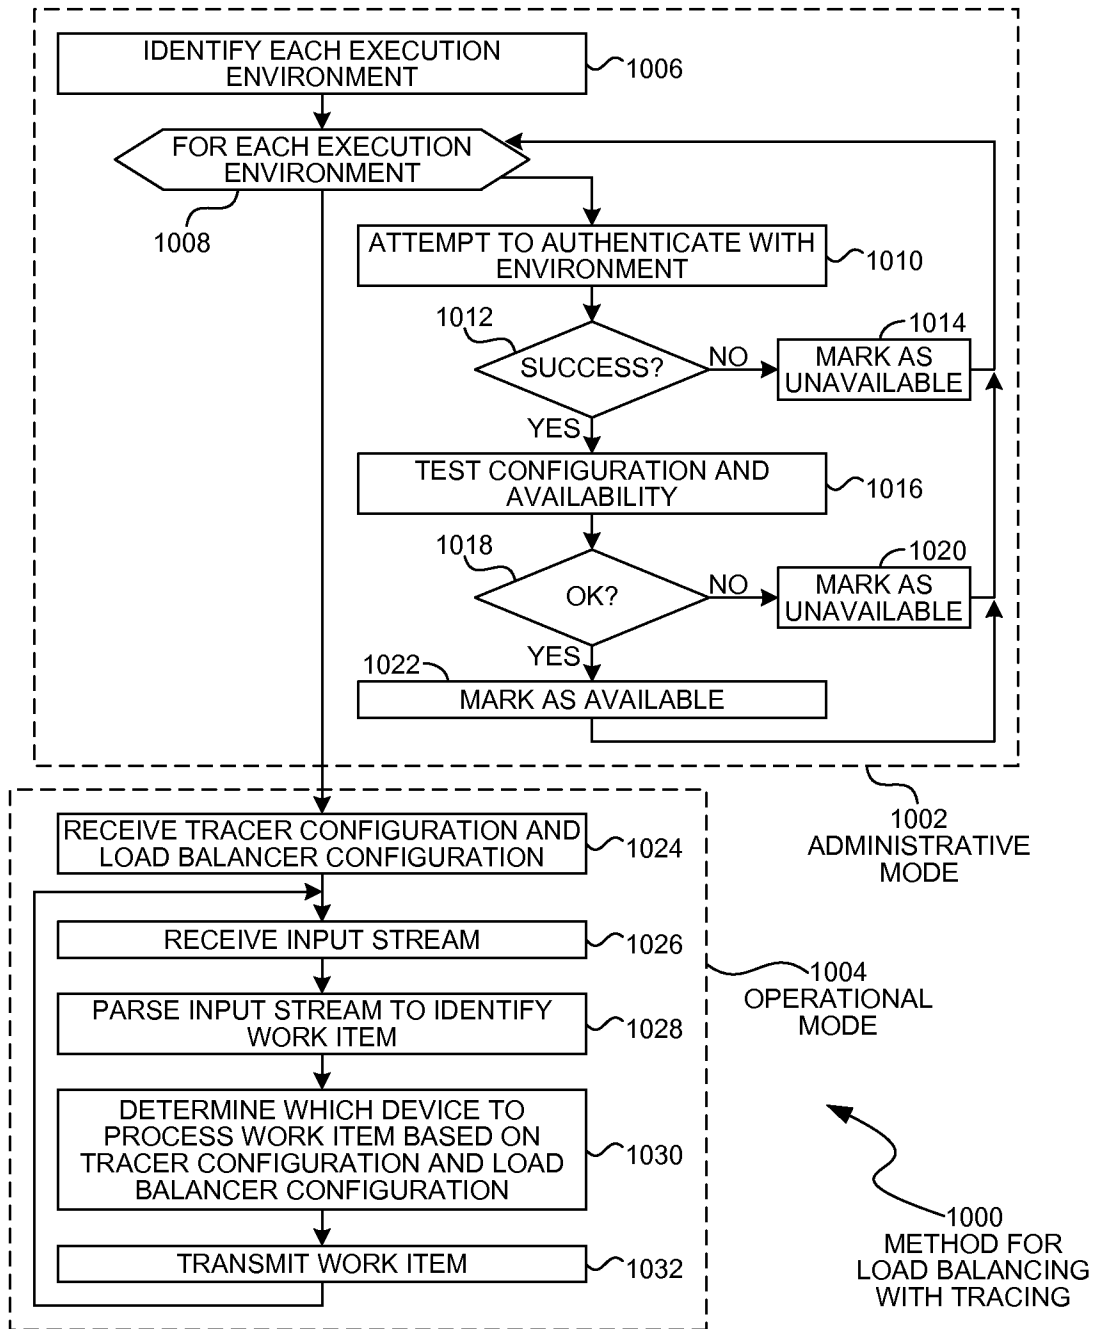 IDENTIFY EACH EXECUTION
ENVIRONMENT
1006
FOR EACH EXECUTION
ENVIRONMENT
1008
ATTEMPT TO AUTHENTICATE WITH
ENVIRONMENT
1010
1012
SUCCESS?
NO
1014
MARK AS
UNAVAILABLE
YES
TEST CONFIGURATION AND
AVAILABILITY
1016
1018
OK?
NO
1020
MARK AS
UNAVAILABLE
YES
1022
MARK AS AVAILABLE
1002
ADMINISTRATIVE
MODE
RECEIVE TRACER CONFIGURATION AND
LOAD BALANCER CONFIGURATION
1024
RECEIVE INPUT STREAM
1026
1004
OPERATIONAL
MODE
PARSE INPUT STREAM TO IDENTIFY
WORK ITEM
1028
DETERMINE WHICH DEVICE TO
PROCESS WORK ITEM BASED ON
TRACER CONFIGURATION AND LOAD
BALANCER CONFIGURATION
1030
TRANSMIT WORK ITEM
1032
1000
METHOD FOR
LOAD BALANCING
WITH TRACING